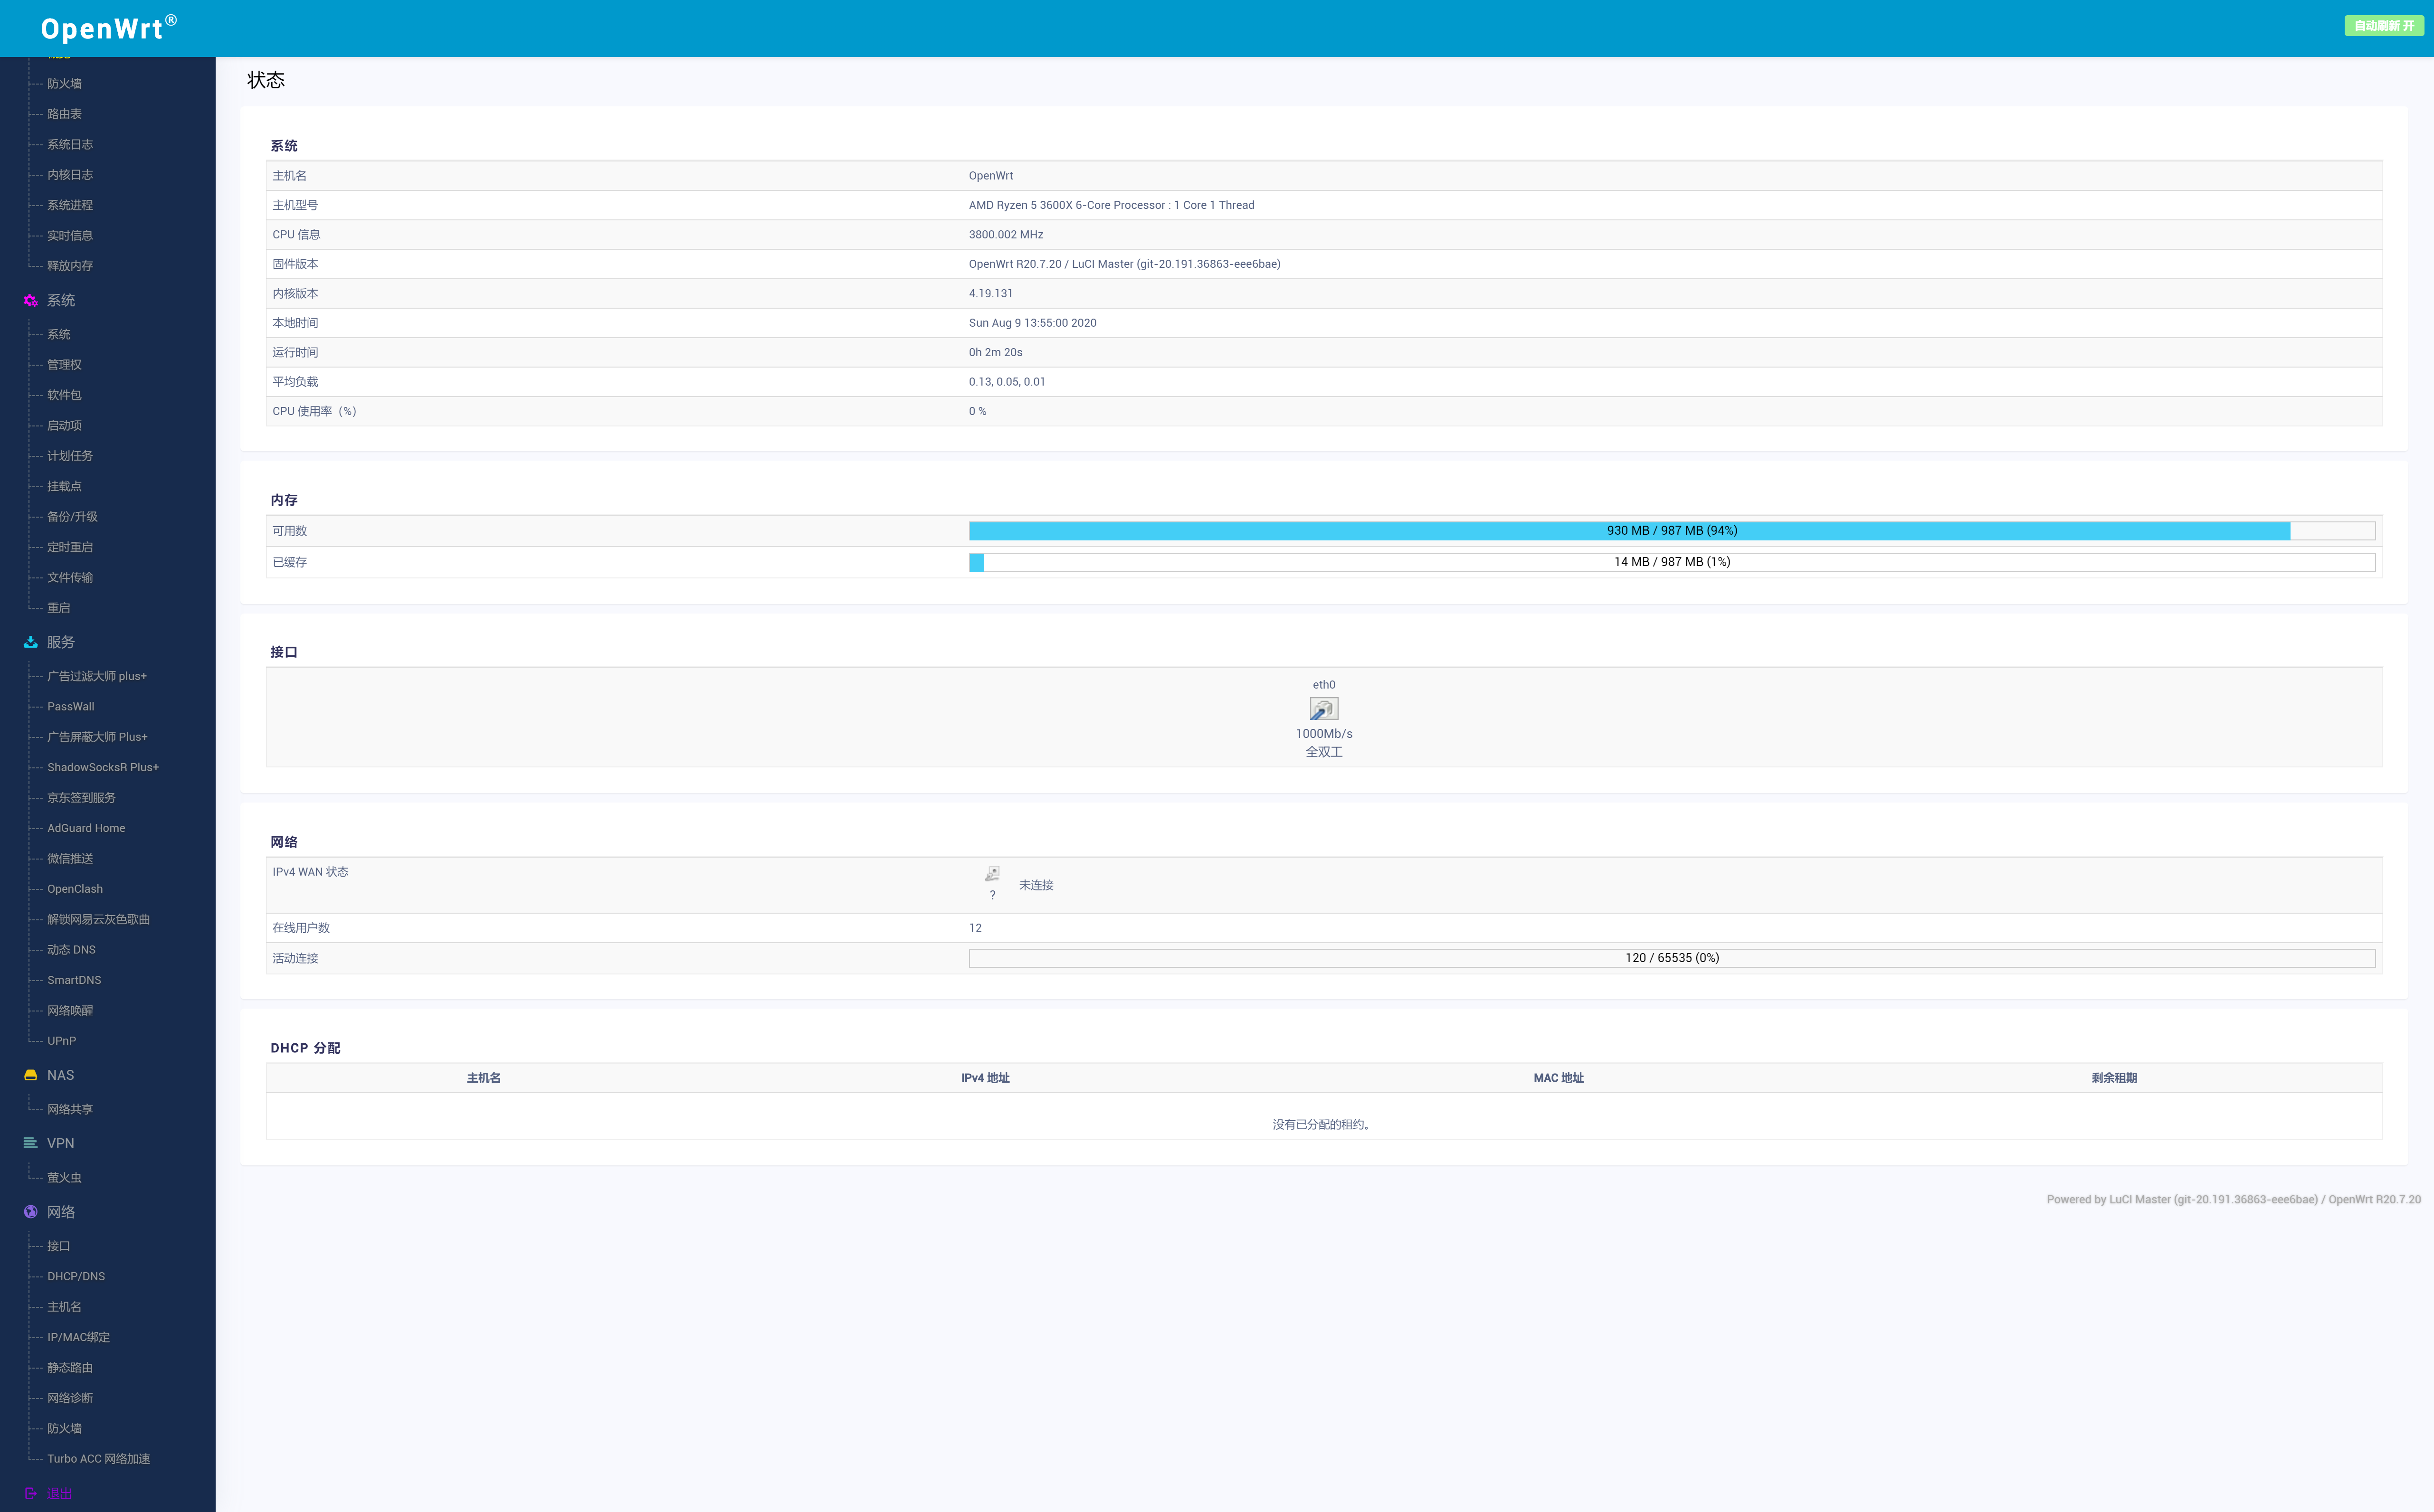 OpenWrt®
自动刷新 开
防火墙
路由表
系统日志
内核日志
系统进程
实时信息
释放内存
系统
系统
管理权
软件包
启动项
计划任务
挂载点
备份/升级
定时重启
文件传输
重启
服务
广告过滤大师 plus+
PassWall
广告屏蔽大师 Plus+
ShadowSocksR Plus+
京东签到服务
AdGuard Home
微信推送
OpenClash
解锁网易云灰色歌曲
动态 DNS
SmartDNS
网络唤醒
UPnP
NAS
网络共享
VPN
萤火虫
网络
接口
DHCP/DNS
主机名
IP/MAC绑定
静态路由
网络诊断
防火墙
Turbo ACC 网络加速
退出
状态
系统
主机名 OpenWrt
主机型号 AMD Ryzen 5 3600X 6-Core Processor : 1 Core 1 Thread
CPU 信息 3800.002 MHz
固件版本 OpenWrt R20.7.20 / LuCI Master (git-20.191.36863-eee6bae)
内核版本 4.19.131
本地时间 Sun Aug 9 13:55:00 2020
运行时间 0h 2m 20s
平均负载 0.13, 0.05, 0.01
CPU 使用率（%） 0 %
内存
可用数 930 MB / 987 MB (94%)
已缓存 14 MB / 987 MB (1%)
接口
eth0
1000Mb/s
全双工
网络
IPv4 WAN 状态 ? 未连接
在线用户数 12
活动连接 120 / 65535 (0%)
DHCP 分配
主机名 IPv4 地址 MAC 地址 剩余租期
没有已分配的租约。
Powered by LuCI Master (git-20.191.36863-eee6bae) / OpenWrt R20.7.20